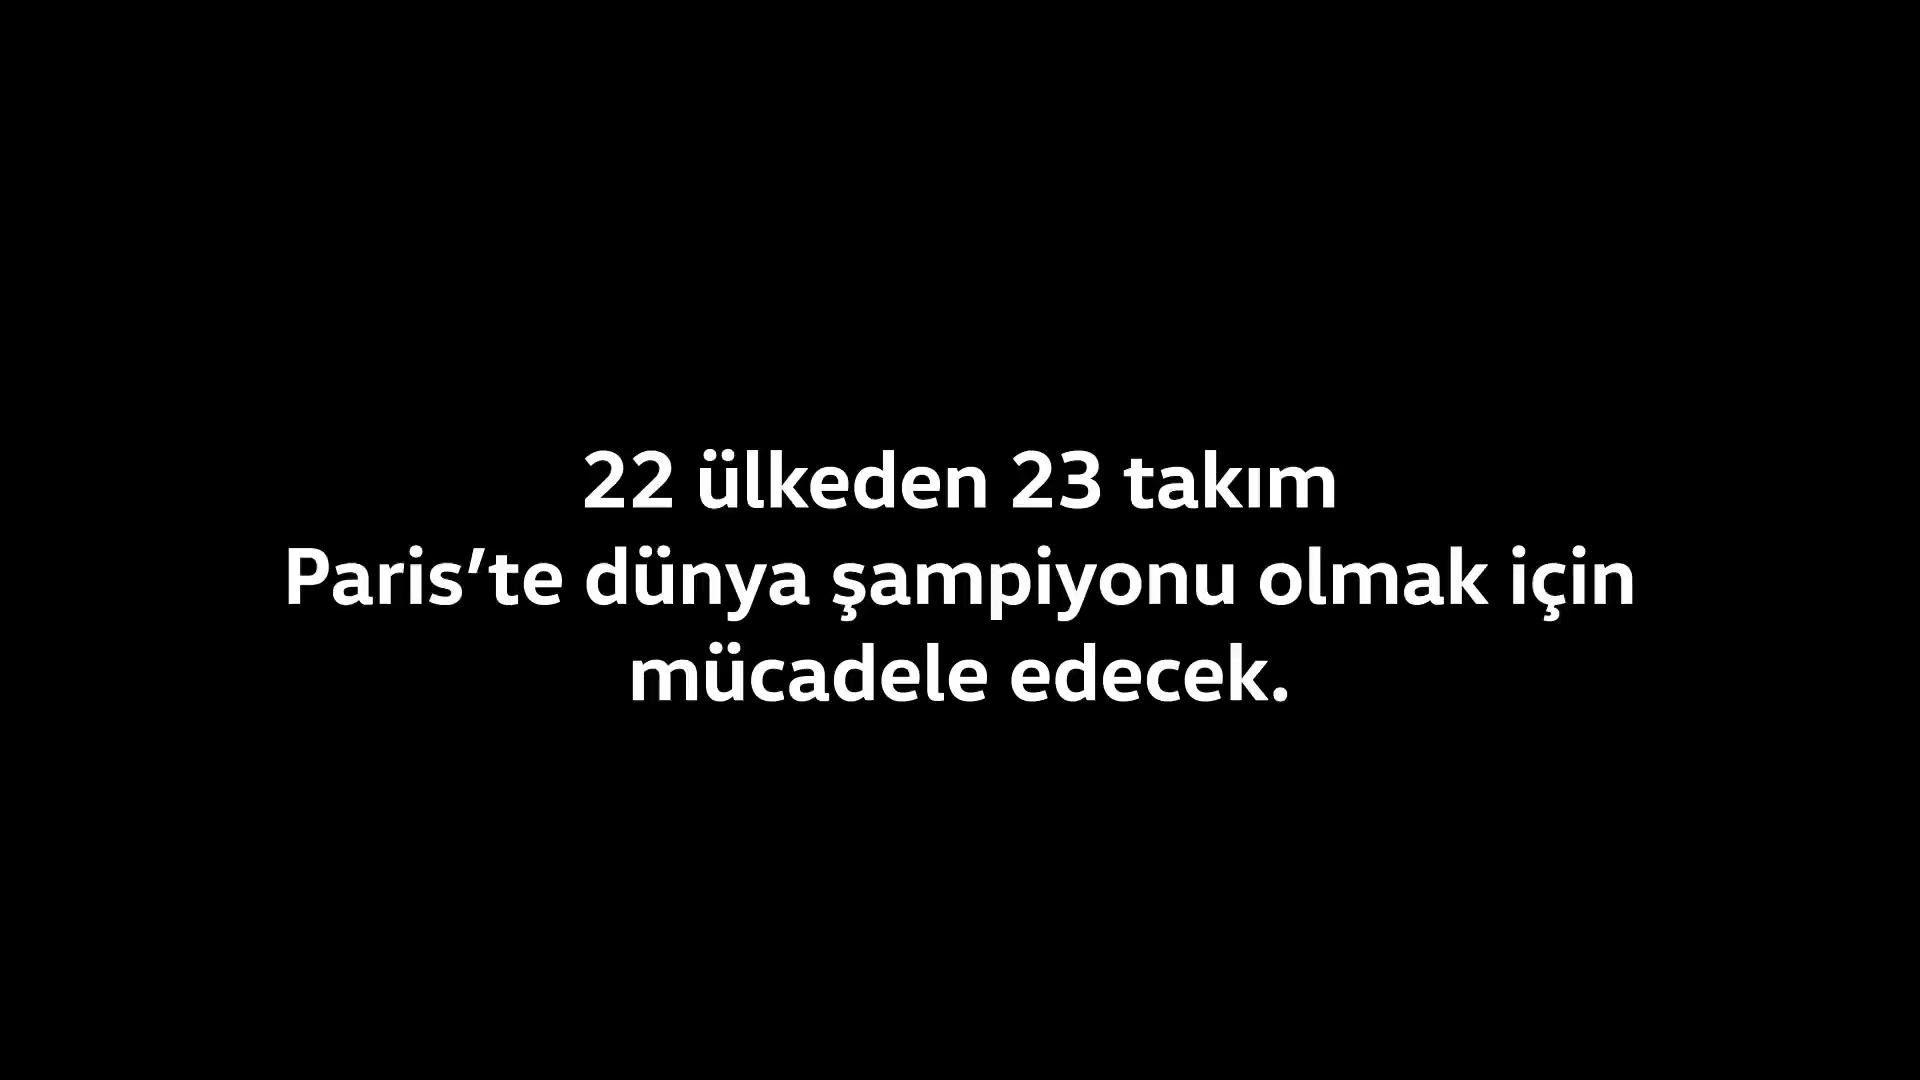 22 ülkeden 23 takım
Paris’te dünya şampiyonu olmak için
mücadele edecek.